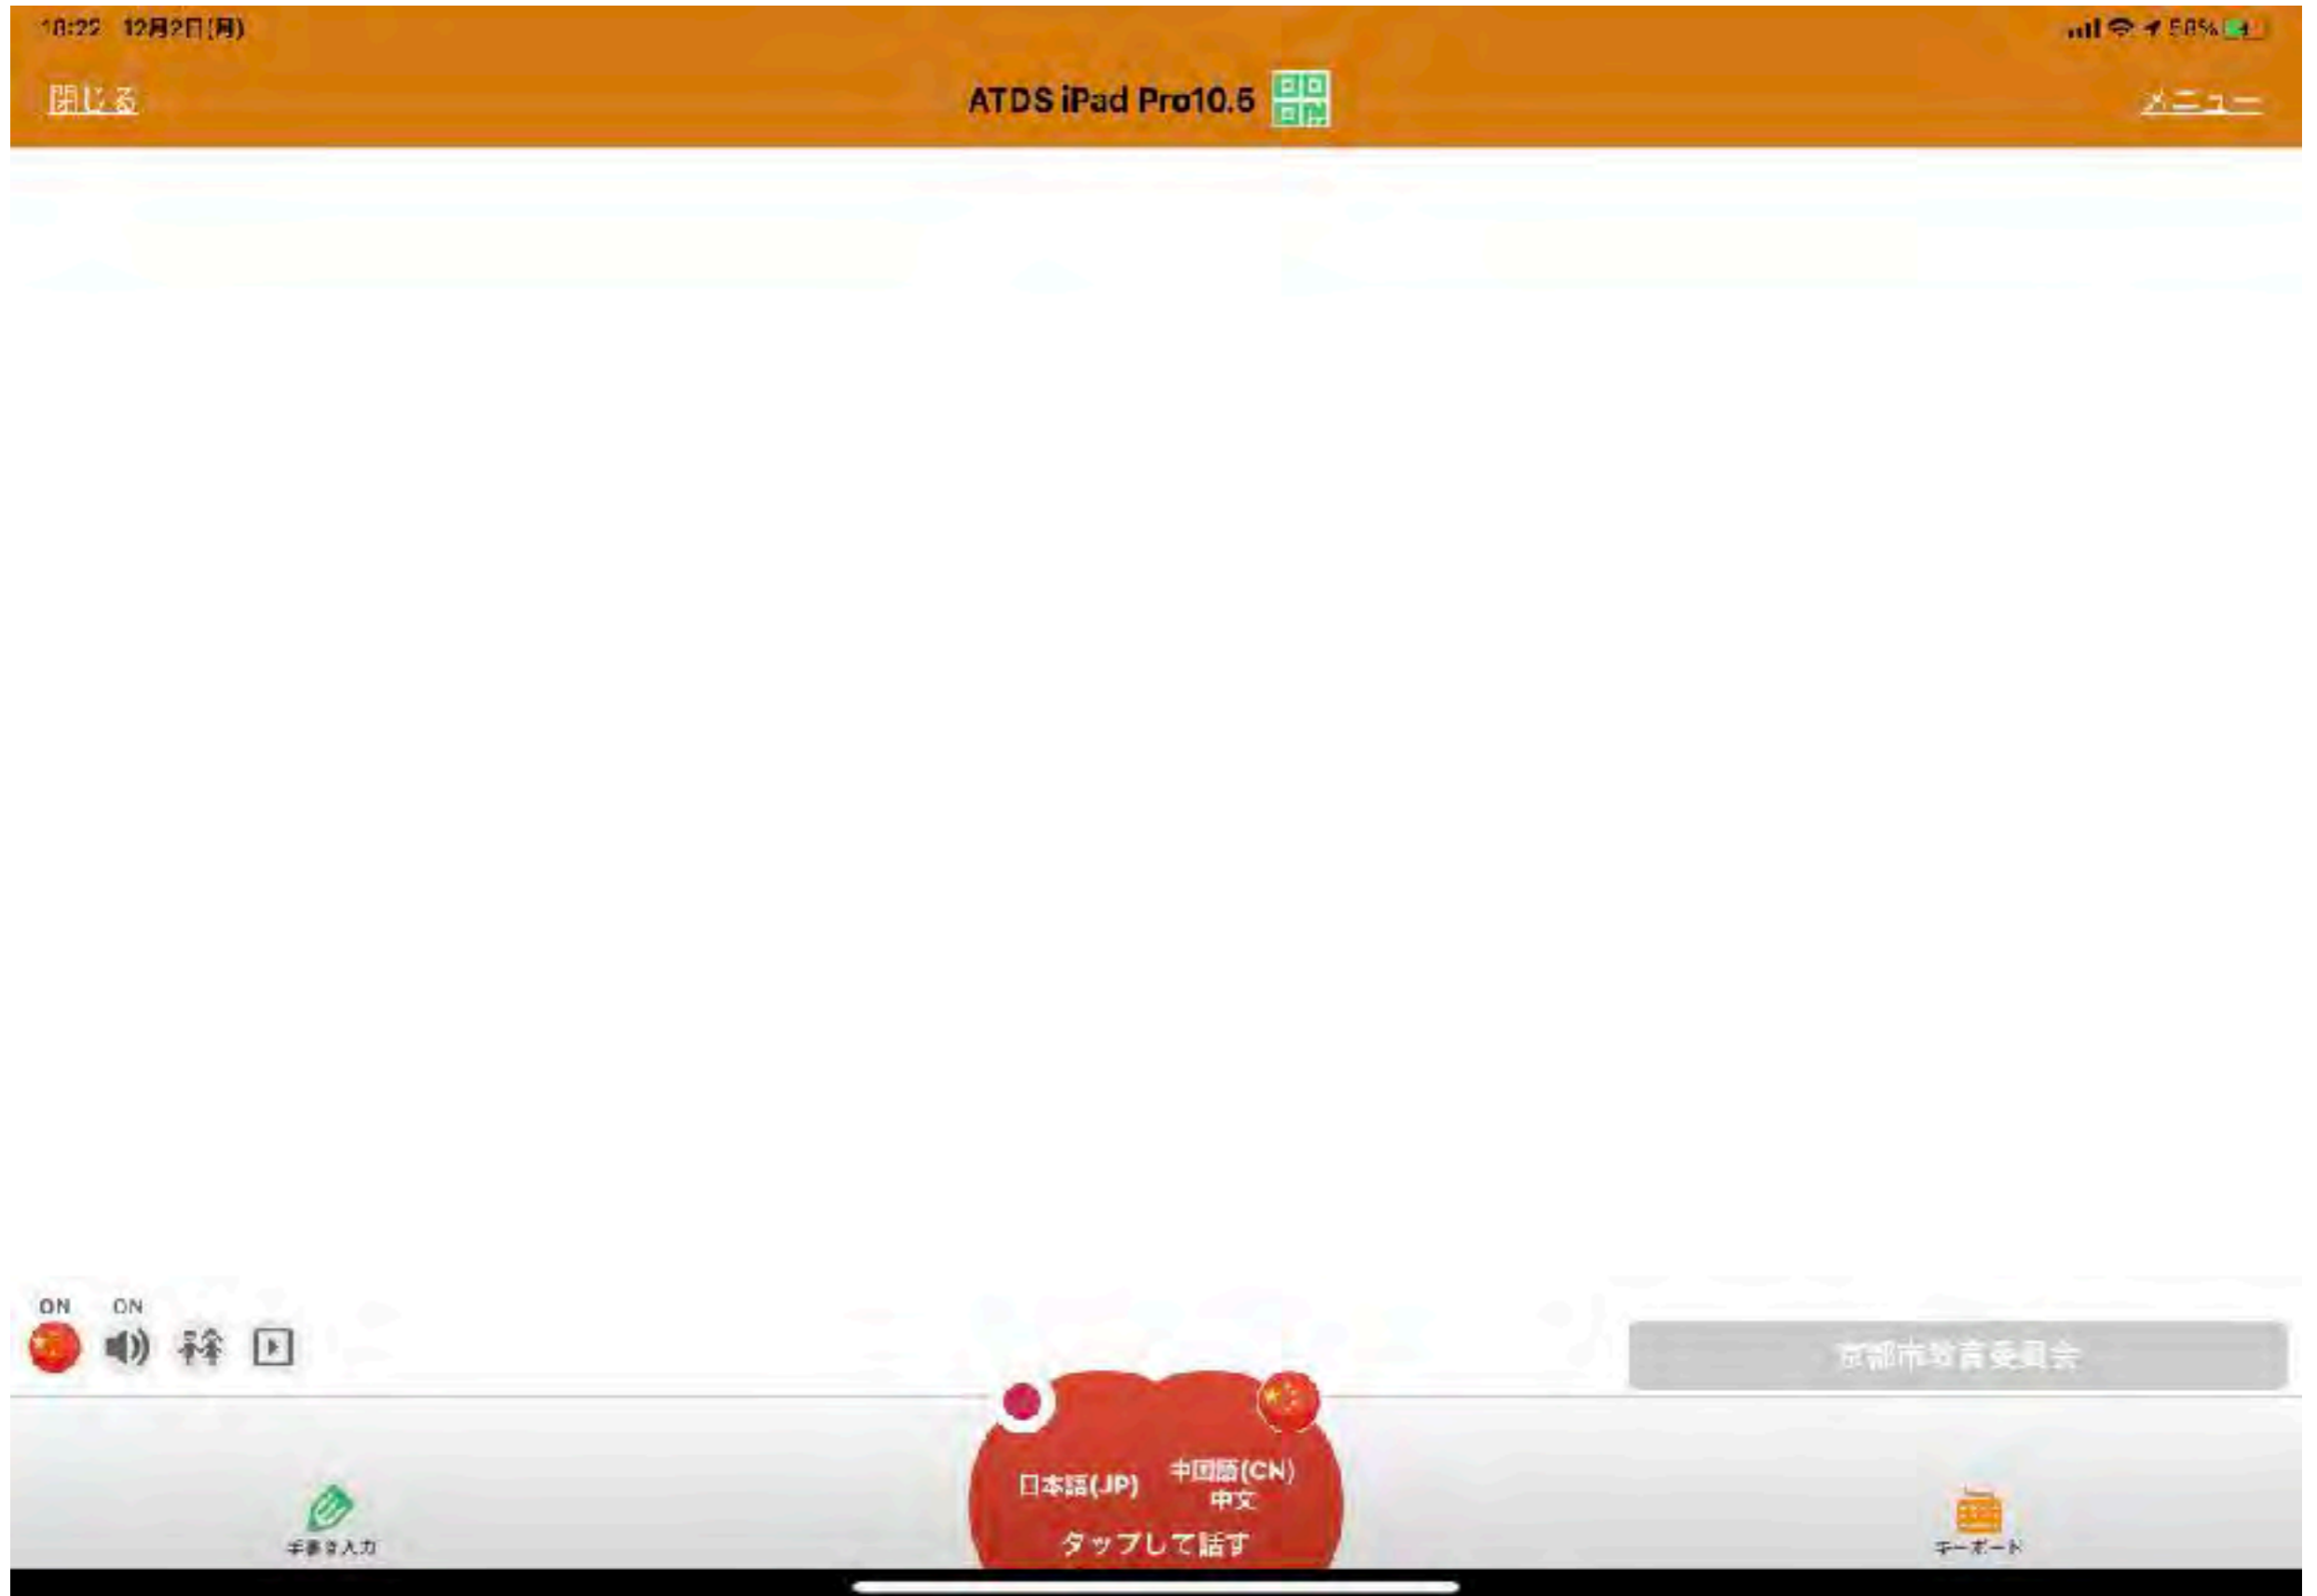 18:22 12月2日(月)
58%
閉じる
ATDS iPad Pro10.5
メニュー
ON ON
京都市教育委員会
日本語(JP)
中国語(CN)
中文
タップして話す
手書き入力
キーボード